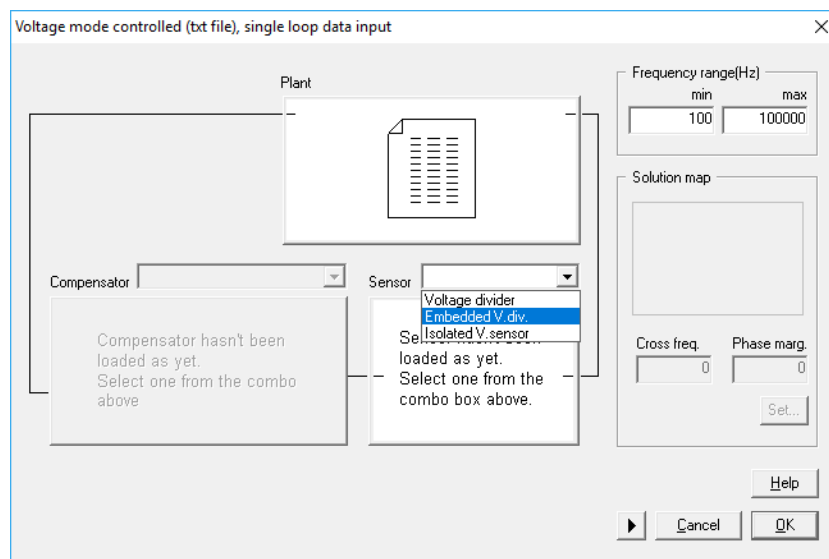 Voltage mode controlled (txt file), single loop data input
Plant
Frequency range(Hz)
min max
100 100000
Solution map
Compensator
Sensor
Voltage divider
Embedded V.div.
Isolated V.sensor
Compensator hasn't been
loaded as yet.
Select one from the combo
above
loaded as yet.
Select one from the
combo box above.
Cross freq. Phase marg.
0 0
Set...
Help
Cancel OK